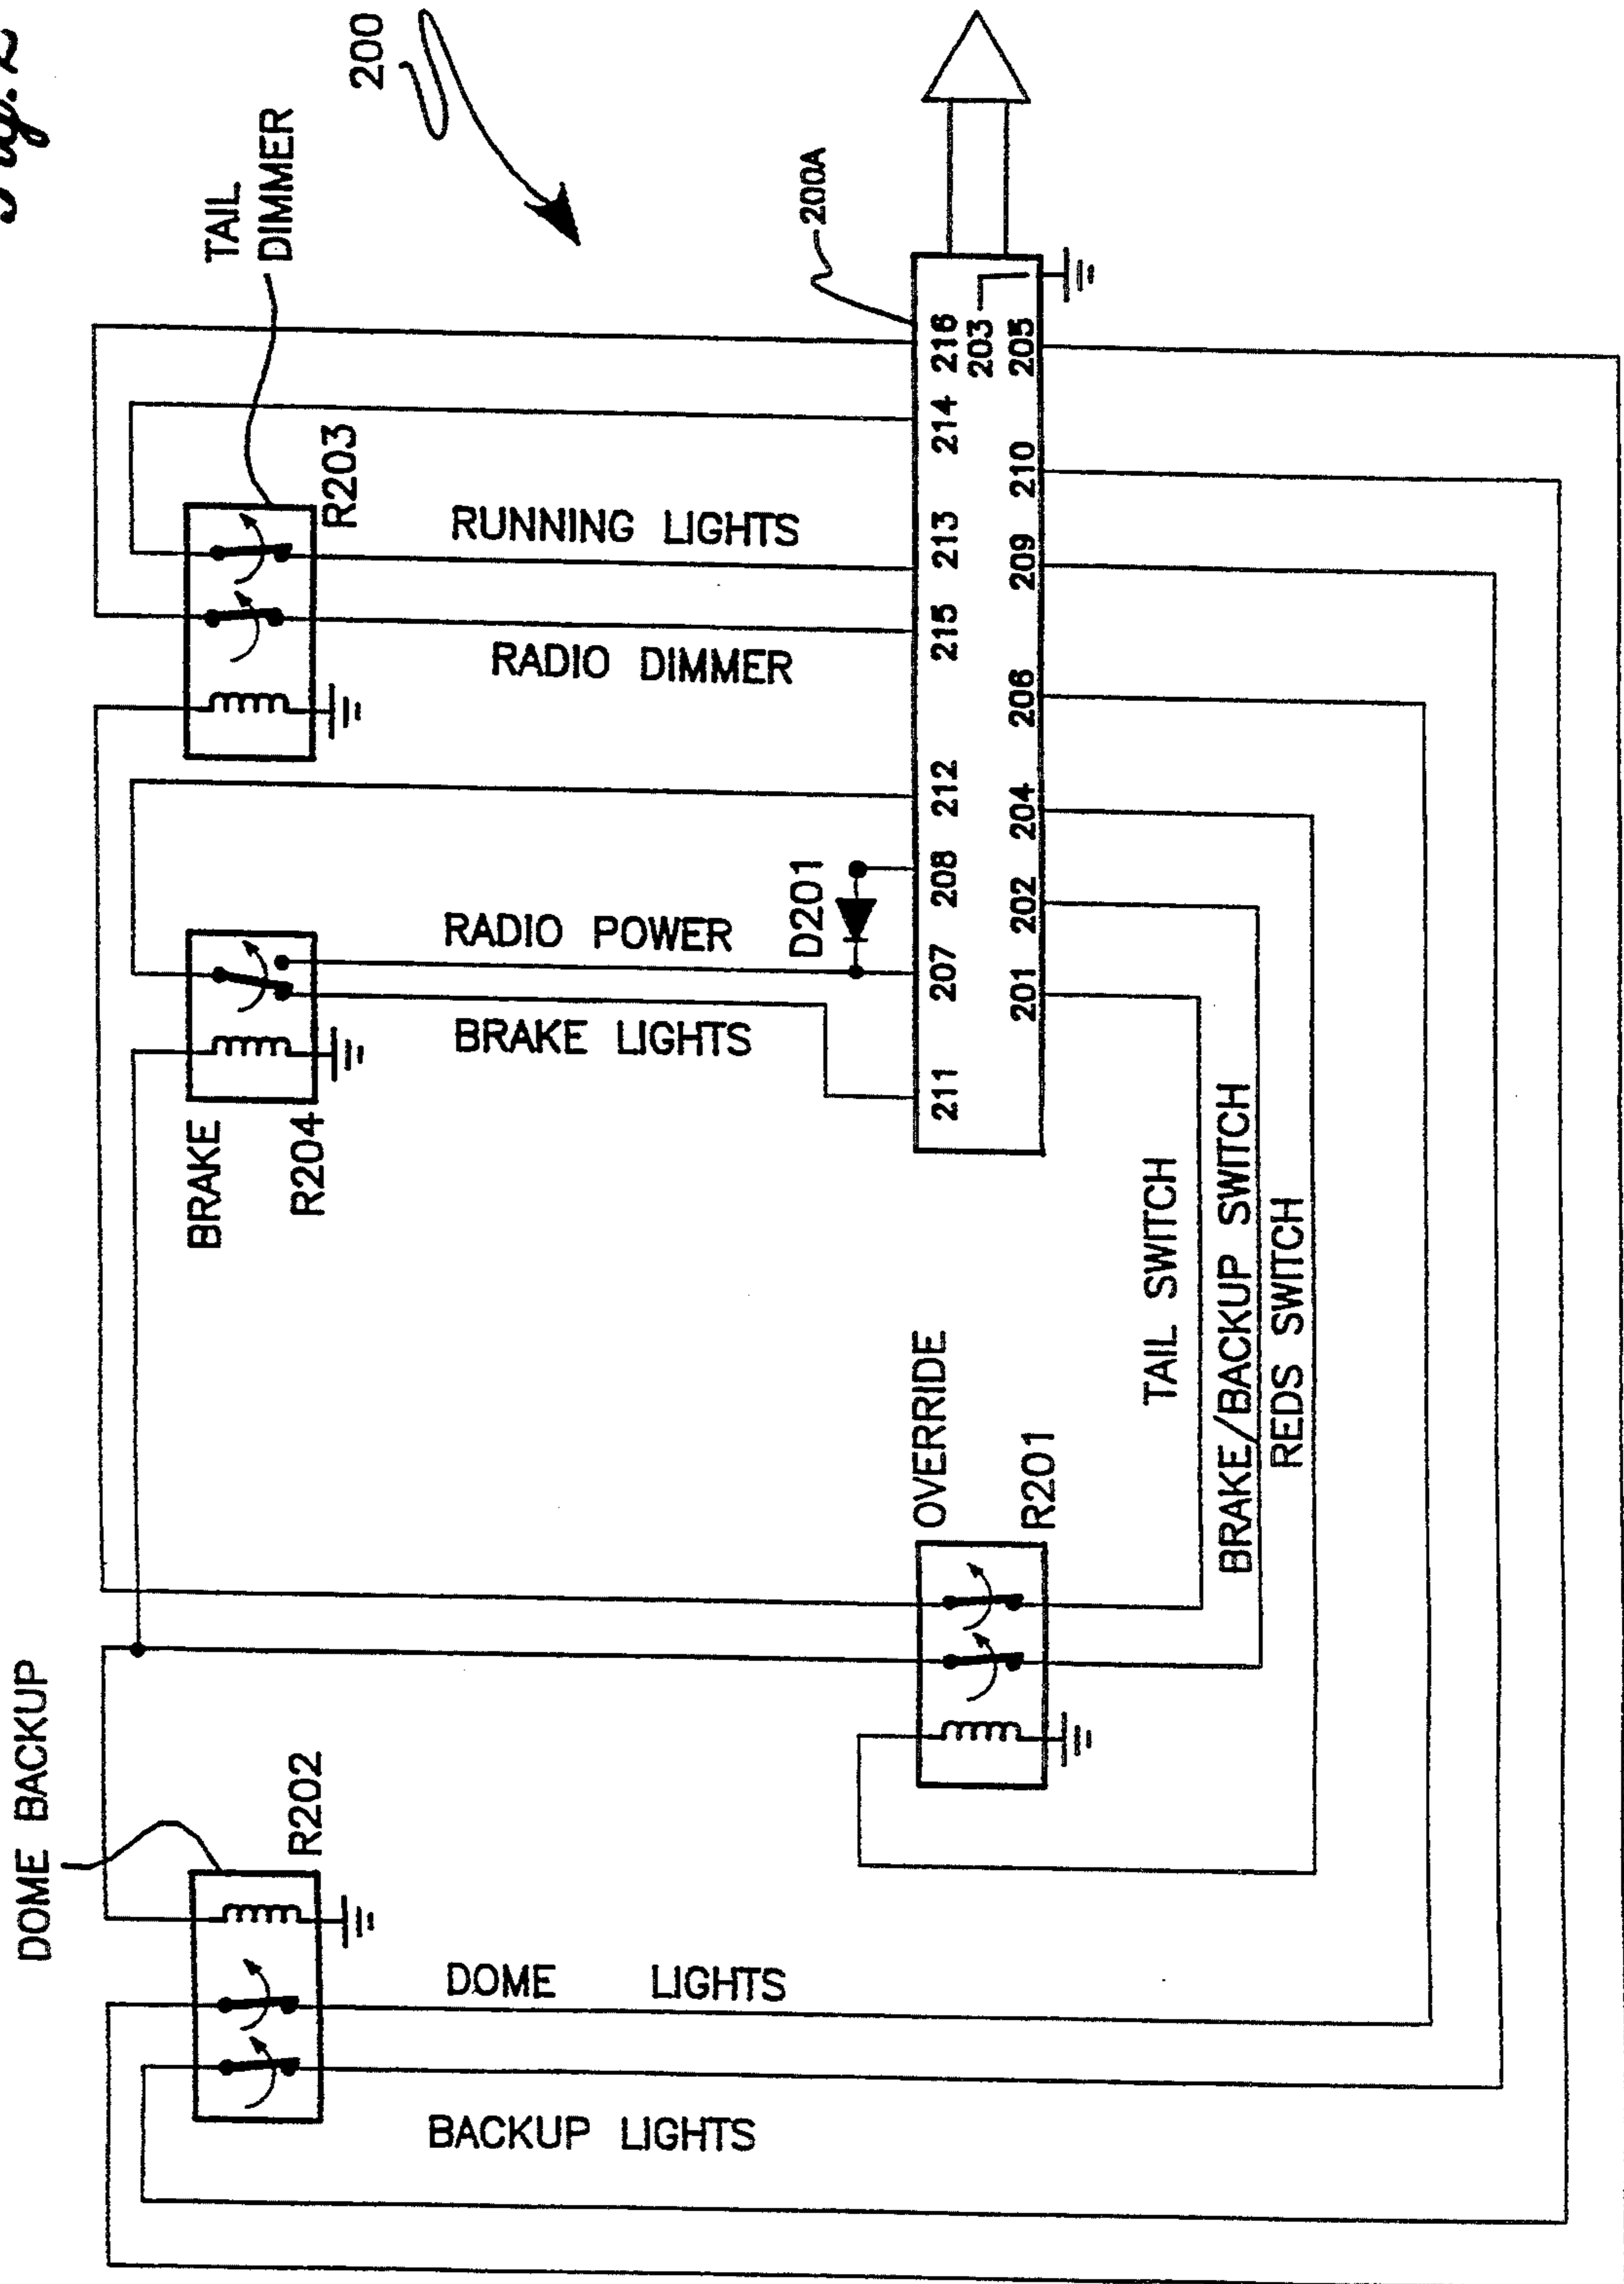 Fig. 2
200
TAIL
DIMMER
R203
RUNNING LIGHTS
RADIO DIMMER
200A
216
203
205
214
210
213
209
215
206
212
204
208
202
207
201
211
D201
RADIO POWER
BRAKE LIGHTS
BRAKE
R204
TAIL SWITCH
BRAKE/BACKUP SWITCH
REDS SWITCH
OVERRIDE
R201
DOME BACKUP
R202
DOME LIGHTS
BACKUP LIGHTS